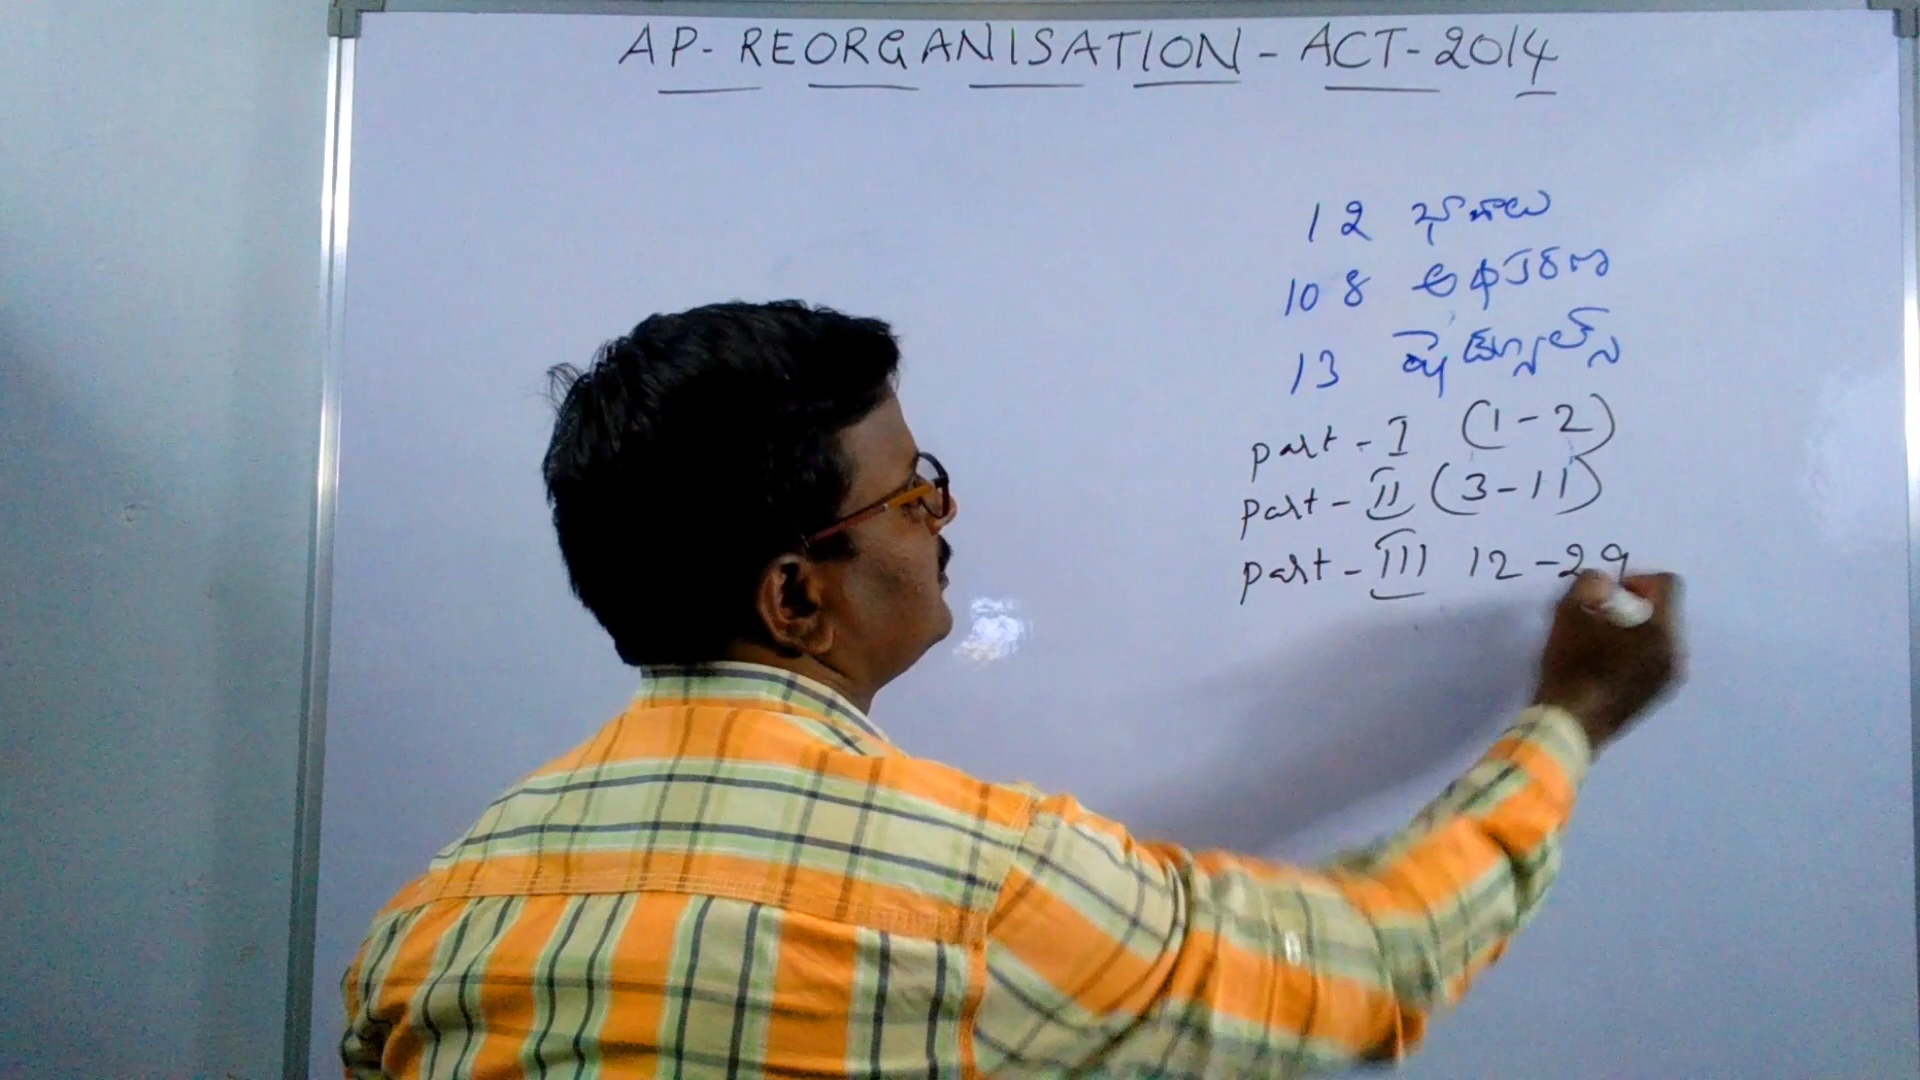 AP-REORGANISATION-ACT-2014
12 భాగాలు
108 అధికరణ
13 షెడ్యూల్స్
part-I (1-2)
part-II (3-11)
part-III 12-29